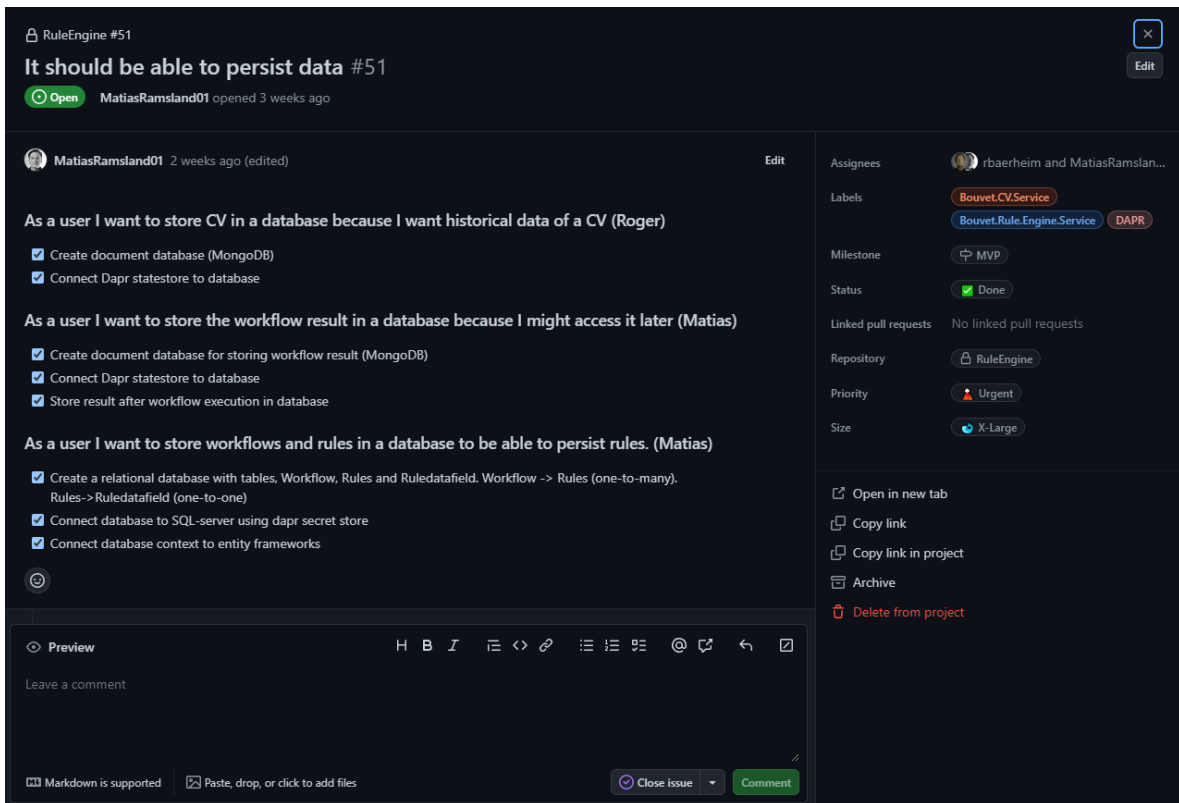 RuleEngine #51
It should be able to persist data #51
Edit
Open MatiasRamsland01 opened 3 weeks ago
MatiasRamsland01 2 weeks ago (edited) Edit
As a user I want to store CV in a database because I want historical data of a CV (Roger)
Create document database (MongoDB)
Connect Dapr statestore to database
As a user I want to store the workflow result in a database because I might access it later (Matias)
Create document database for storing workflow result (MongoDB)
Connect Dapr statestore to database
Store result after workflow execution in database
As a user I want to store workflows and rules in a database to be able to persist rules. (Matias)
Create a relational database with tables, Workflow, Rules and Ruledatafield. Workflow -> Rules (one-to-many).
Rules->Ruledatafield (one-to-one)
Connect database to SQL-server using dapr secret store
Connect database context to entity frameworks
Preview
H B I
Leave a comment
Markdown is supported Paste, drop, or click to add files Close issue Comment
Assignees rbaerheim and MatiasRamslan...
Labels Bouvet.CV.Service
Bouvet.Rule.Engine.Service DAPR
Milestone MVP
Status Done
Linked pull requests No linked pull requests
Repository RuleEngine
Priority Urgent
Size X-Large
Open in new tab
Copy link
Copy link in project
Archive
Delete from project